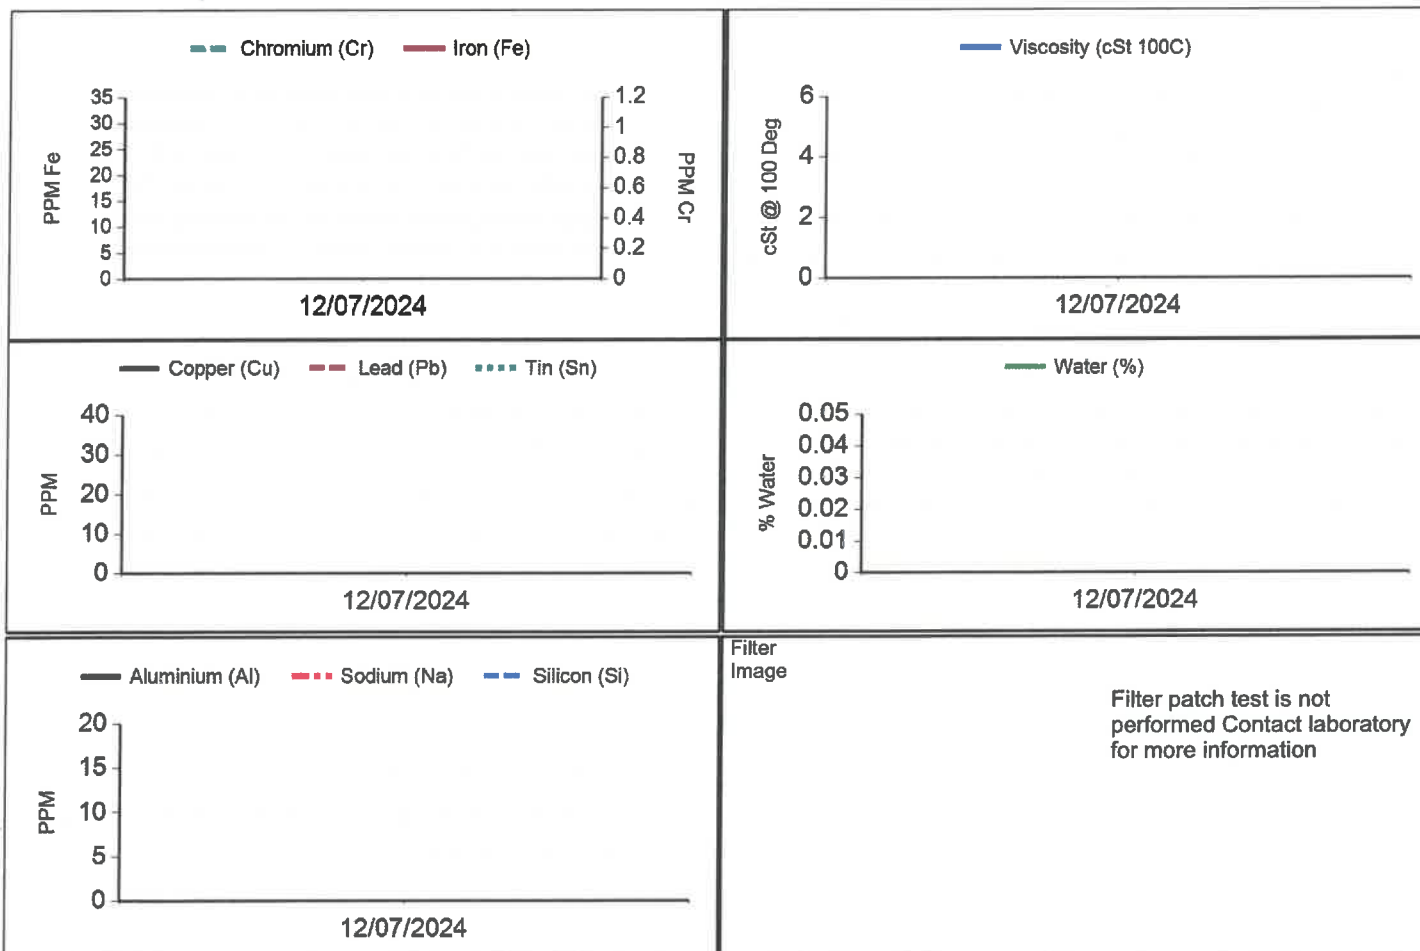 Chromium (Cr) Iron (Fe)
35
30
25
20
15
10
5
0
PPM Fe
1.2
1
0.8
0.6
0.4
0.2
0
PPM Cr
12/07/2024
Viscosity (cSt 100C)
6
4
2
0
cSt @ 100 Deg
12/07/2024
Copper (Cu) Lead (Pb) Tin (Sn)
40
30
20
10
0
PPM
12/07/2024
Water (%)
0.05
0.04
0.03
0.02
0.01
0
% Water
12/07/2024
Aluminium (Al) Sodium (Na) Silicon (Si)
20
15
10
5
0
PPM
12/07/2024
Filter
Image
Filter patch test is not
performed Contact laboratory
for more information